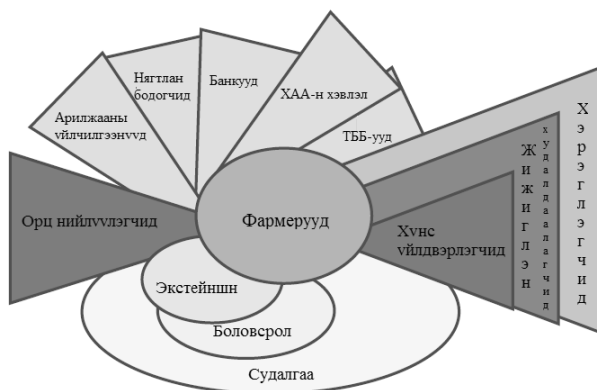 Нягтлан
бодогчид
Банкууд
ХАА-н хэвлэл
Арилжааны
үйлчилгээнүүд
ТББ-ууд
Орц нийлүүлэгчид
Фармерууд
Хүнс
үйлдвэрлэгчид
Жижиглэн
худалдаалагчид
Хэрэглэгчид
Экстейншн
Боловсрол
Судалгаа